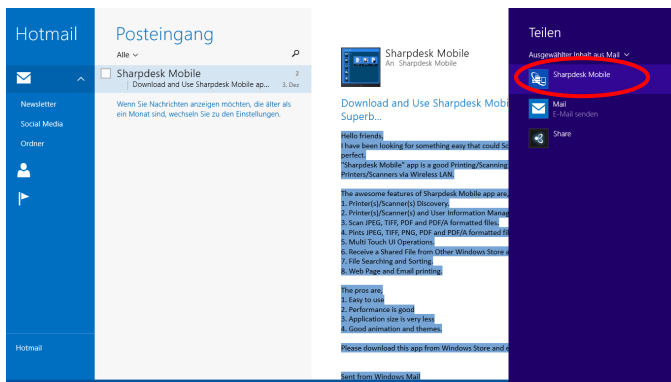 Hotmail
Newsletter
Social Media
Ordner
Hotmail
Posteingang
Alle
Sharpdesk Mobile 2
Download and Use Sharpdesk Mobile ap... 3. Dez
Wenn Sie Nachrichten anzeigen möchten, die älter als
ein Monat sind, wechseln Sie zu den Einstellungen.
Sharpdesk Mobile
An Sharpdesk Mobile
Download and Use Sharpdesk Mobi
Superb...
Hello friends,
I have been looking for something easy that could Sc
perfect.
"Sharpdesk Mobile" app is a good Printing/Scanning
Printers/Scanners via Wireless LAN.
The awesome features of Sharpdesk Mobile app are,
1. Printer(s)/Scanner(s) Discovery.
2. Printer(s)/Scanner(s) and User Information Manag
3. Scan JPEG, TIFF, PDF and PDF/A formatted files.
4. Pints JPEG, TIFF, PNG, PDF and PDF/A formatted fil
5. Multi Touch UI Operations.
6. Receive a Shared File from Other Windows Store a
7. File Searching and Sorting.
8. Web Page and Email printing.
The pros are,
1. Easy to use
2. Performance is good
3. Application size is very less
4. Good animation and themes.
Please download this app from Windows Store and e
Sent from Windows Mail
Teilen
Ausgewählter Inhalt aus Mail
Sharpdesk Mobile
Mail
E-Mail senden
Share